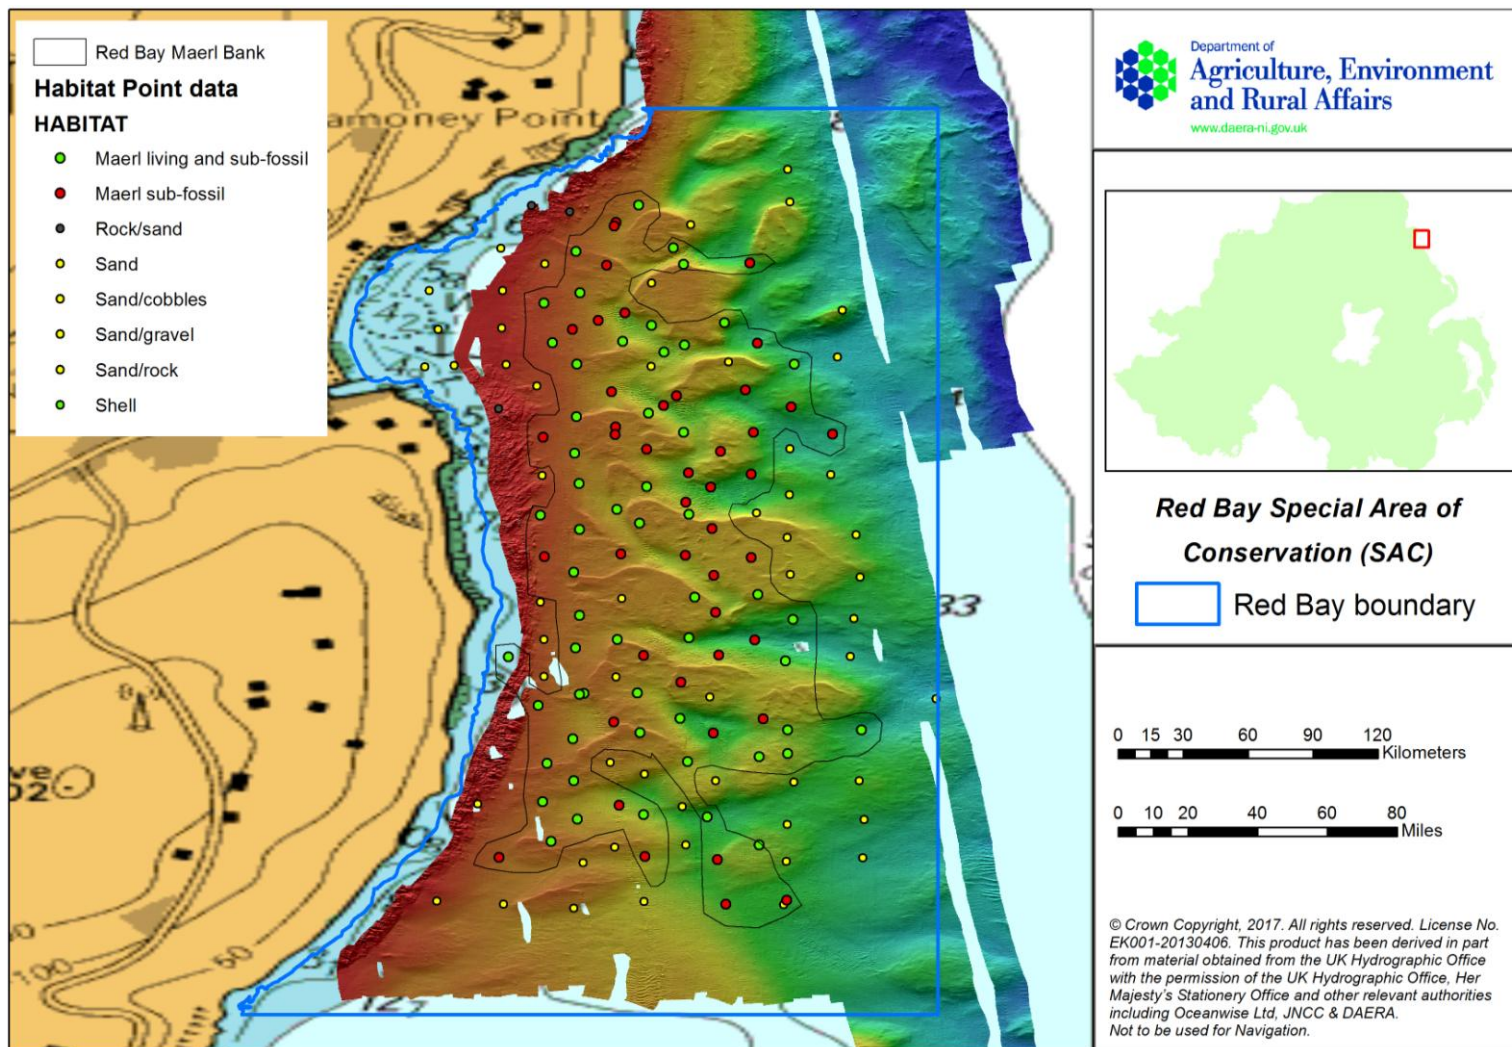 Red Bay Maerl Bank
Habitat Point data
HABITAT
Maerl living and sub-fossil
Maerl sub-fossil
Rock/sand
Sand
Sand/cobbles
Sand/gravel
Sand/rock
Shell
amoney Point
33
02
100
50
Department of
Agriculture, Environment
and Rural Affairs
www.daera-ni.gov.uk
Red Bay Special Area of
Conservation (SAC)
Red Bay boundary
0 15 30 60 90 120
Kilometers
0 10 20 40 60 80
Miles
© Crown Copyright, 2017. All rights reserved. License No.
EK001-20130406. This product has been derived in part
from material obtained from the UK Hydrographic Office
with the permission of the UK Hydrographic Office, Her
Majesty's Stationery Office and other relevant authorities
including Oceanwise Ltd, JNCC & DAERA.
Not to be used for Navigation.